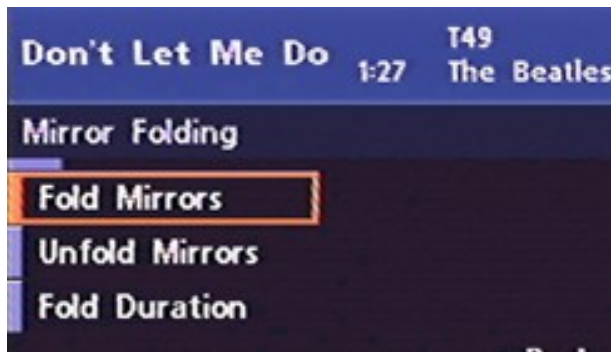 Don't Let Me Do
1:27
T49
The Beatles
Mirror Folding
Fold Mirrors
Unfold Mirrors
Fold Duration